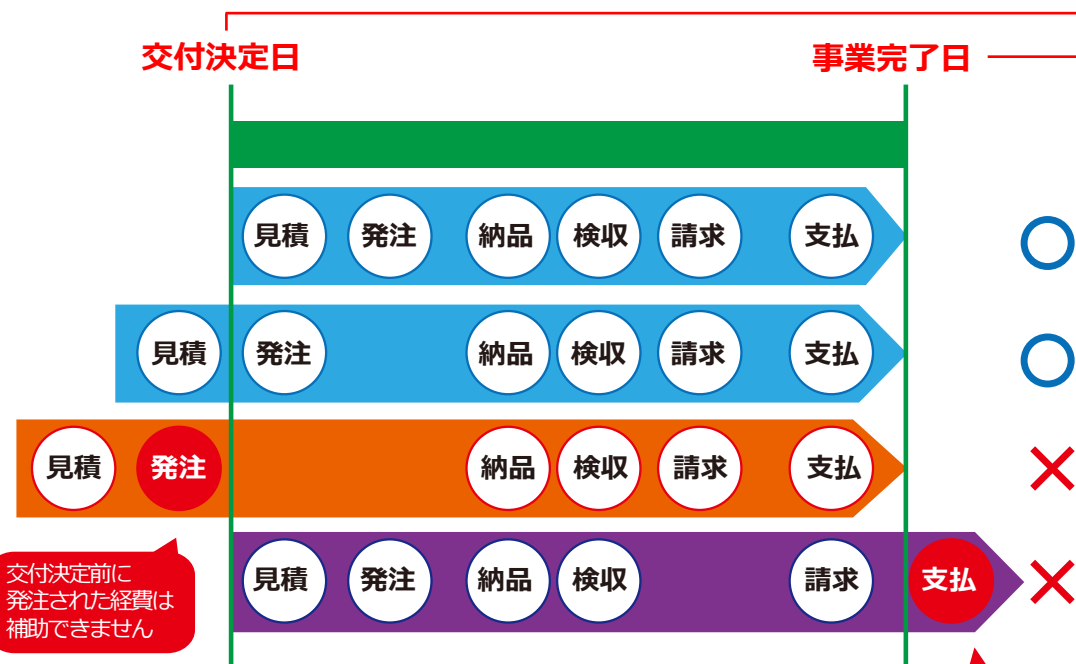 交付決定日
事業完了日
見積 発注 納品 検収 請求 支払
見積 発注 納品 検収 請求 支払
見積 発注 納品 検収 請求 支払
見積 発注 納品 検収 請求 支払
交付決定前に
発注された経費は
補助できません